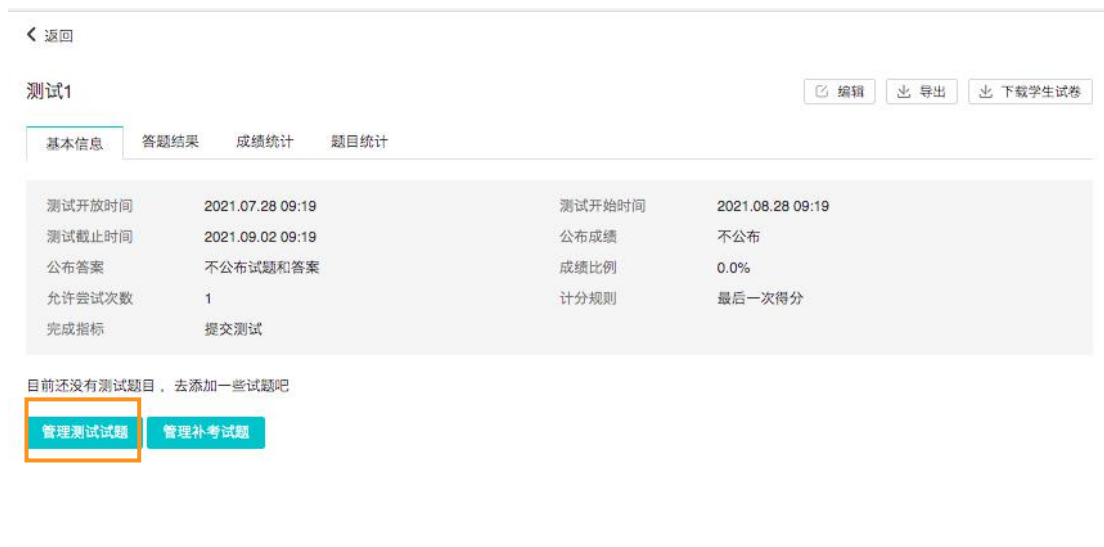 返回
测试1
编辑 导出 下载学生试卷
基本信息 答题结果 成绩统计 题目统计
测试开放时间 2021.07.28 09:19 测试开始时间 2021.08.28 09:19
测试截止时间 2021.09.02 09:19 公布成绩 不公布
公布答案 不公布试题和答案 成绩比例 0.0%
允许尝试次数 1 计分规则 最后一次得分
完成指标 提交测试
目前还没有测试题目，去添加一些试题吧
管理测试试题 管理补考试题